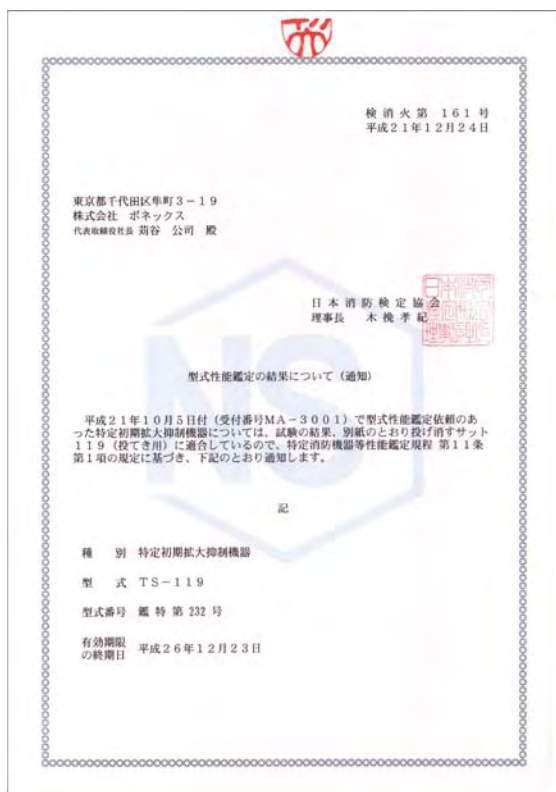 検消火第 161 号
平成21年12月24日
東京都千代田区隼町3-19
株式会社 ボネックス
代表取締役社長 苅谷 公司 殿
日本消防検定協会
理事長 木挽孝紀
NS
型式性能鑑定の結果について(通知)
平成21年10月5日付(受付番号MA-3001)で型式性能鑑定依頼のあ
った特定初期拡大抑制機器については、試験の結果、別紙のとおり投げ消すサット
119(投てき用)に適合しているので、特定消防機器等性能鑑定規程 第11条
第1項の規定に基づき、下記のとおり通知します。
記
種 別 特定初期拡大抑制機器
型 式 TS-119
型式番号 鑑特第 232 号
有効期限
の終期日 平成26年12月23日